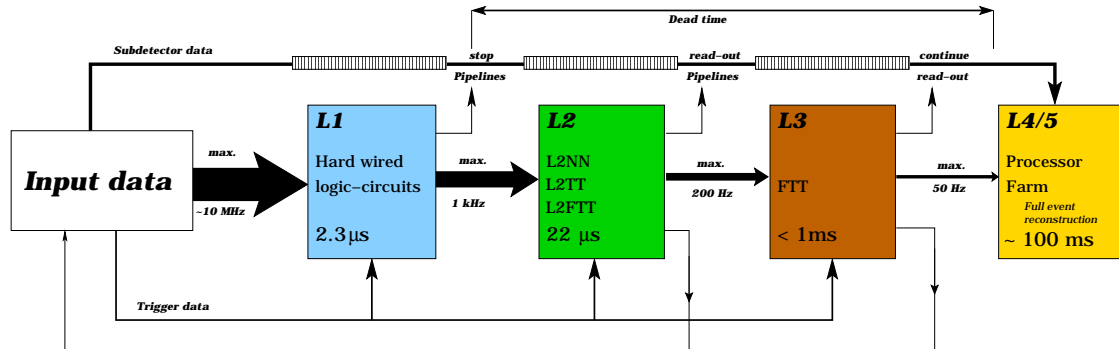 Dead time
Subdetector data
stop
read-out
continue
Pipelines
Pipelines
read-out
Input data
max.
~10 MHz
L1
Hard wired
logic-circuits
2.3µs
max.
1 kHz
L2
L2NN
L2TT
L2FTT
22 µs
max.
200 Hz
L3
FTT
< 1ms
max.
50 Hz
L4/5
Processor
Farm
Full event
reconstruction
~ 100 ms
Trigger data